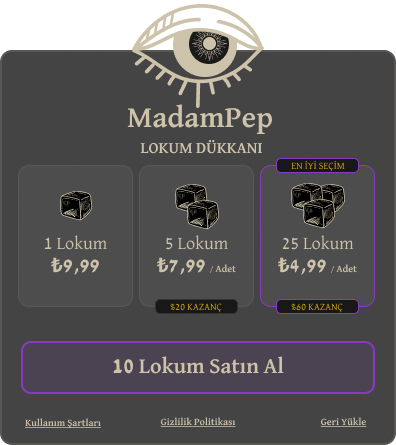 MadamPep
LOKUM DÜKKANI
EN İYİ SEÇİM
1 Lokum
₺9,99
5 Lokum
₺7,99 / Adet
%20 KAZANÇ
25 Lokum
₺4,99 / Adet
%60 KAZANÇ
10 Lokum Satın Al
Kullanım Şartları
Gizlilik Politikası
Geri Yükle